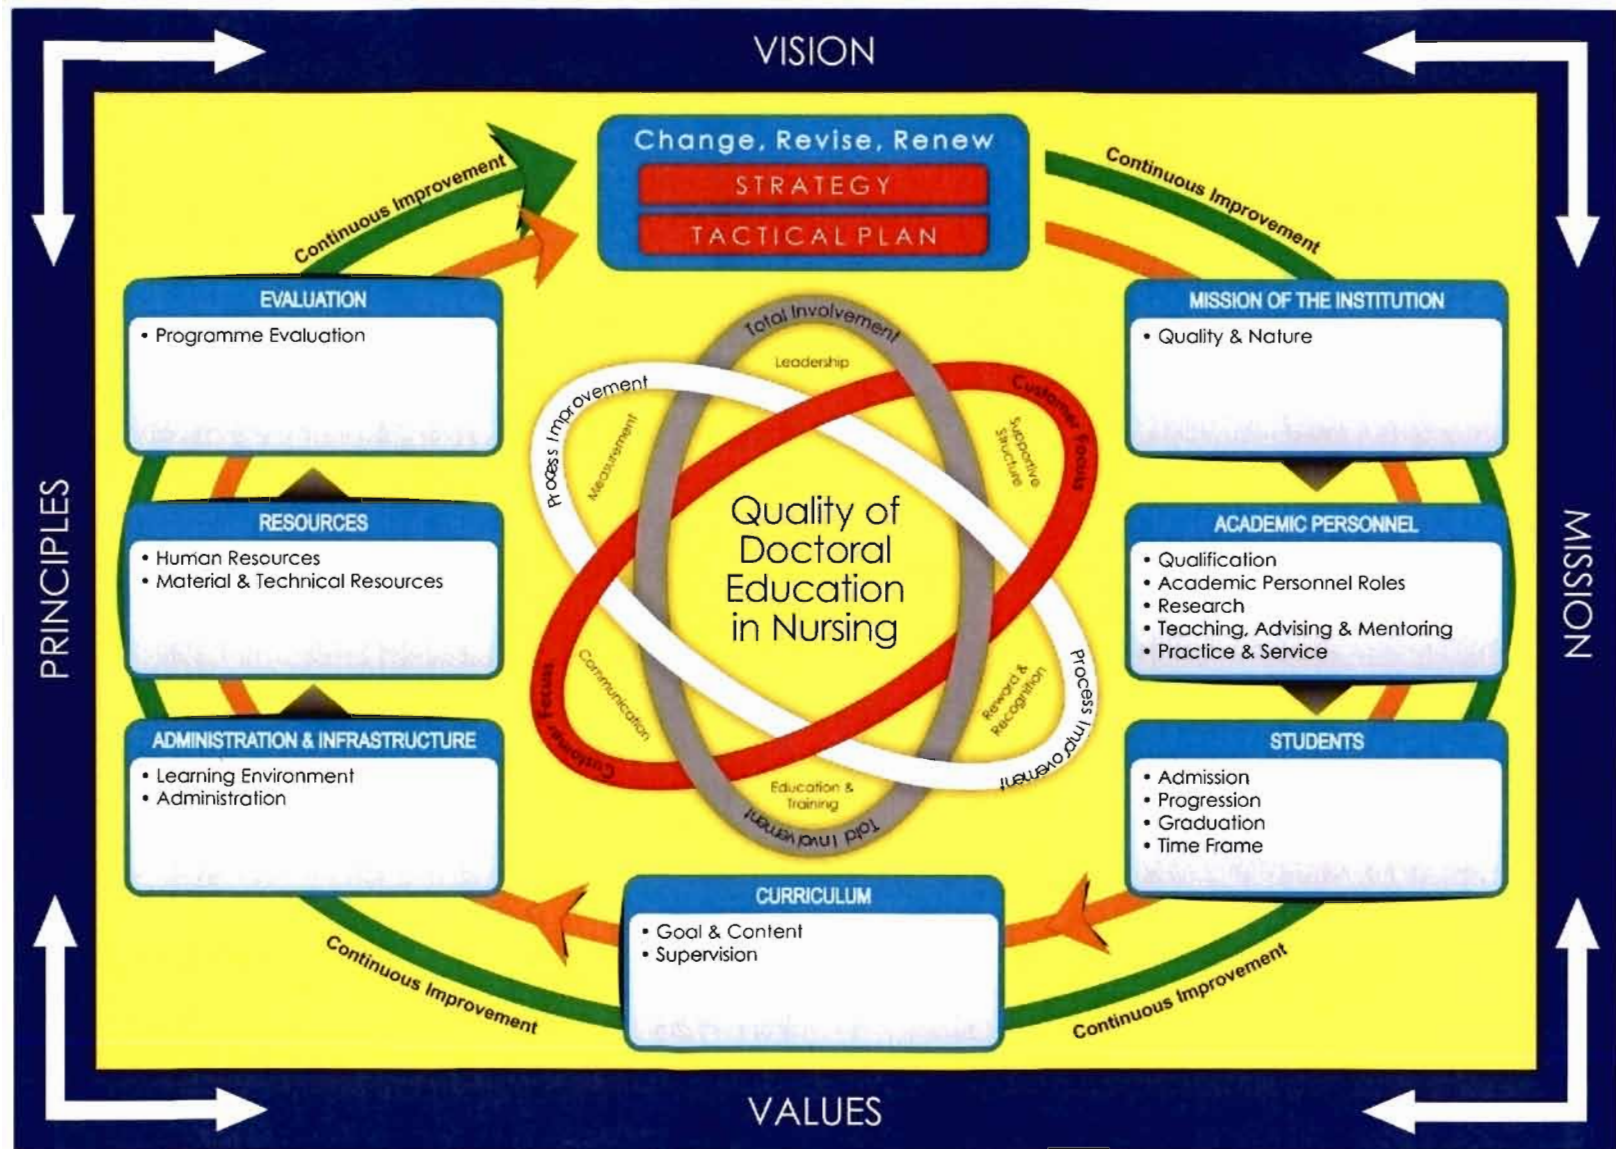 VISION
Change, Revise, Renew
STRATEGY
TACTICAL PLAN
Continuous Improvement
Continuous Improvement
EVALUATION
• Programme Evaluation
MISSION OF THE INSTITUTION
• Quality & Nature
Total Involvement
Leadership
Process Improvement
Measurement
Customer Focus
Supportive
Structure
PRINCIPLES
RESOURCES
• Human Resources
• Material & Technical Resources
Quality of
Doctoral
Education
in Nursing
ACADEMIC PERSONNEL
• Qualification
• Academic Personnel Roles
• Research
• Teaching, Advising & Mentoring
• Practice & Service
MISSION
Customer Focus
Communication
Reward &
Recognition
Process Improvement
Education &
Training
Total Involvement
ADMINISTRATION & INFRASTRUCTURE
• Learning Environment
• Administration
STUDENTS
• Admission
• Progression
• Graduation
• Time Frame
CURRICULUM
• Goal & Content
• Supervision
Continuous Improvement
Continuous Improvement
VALUES